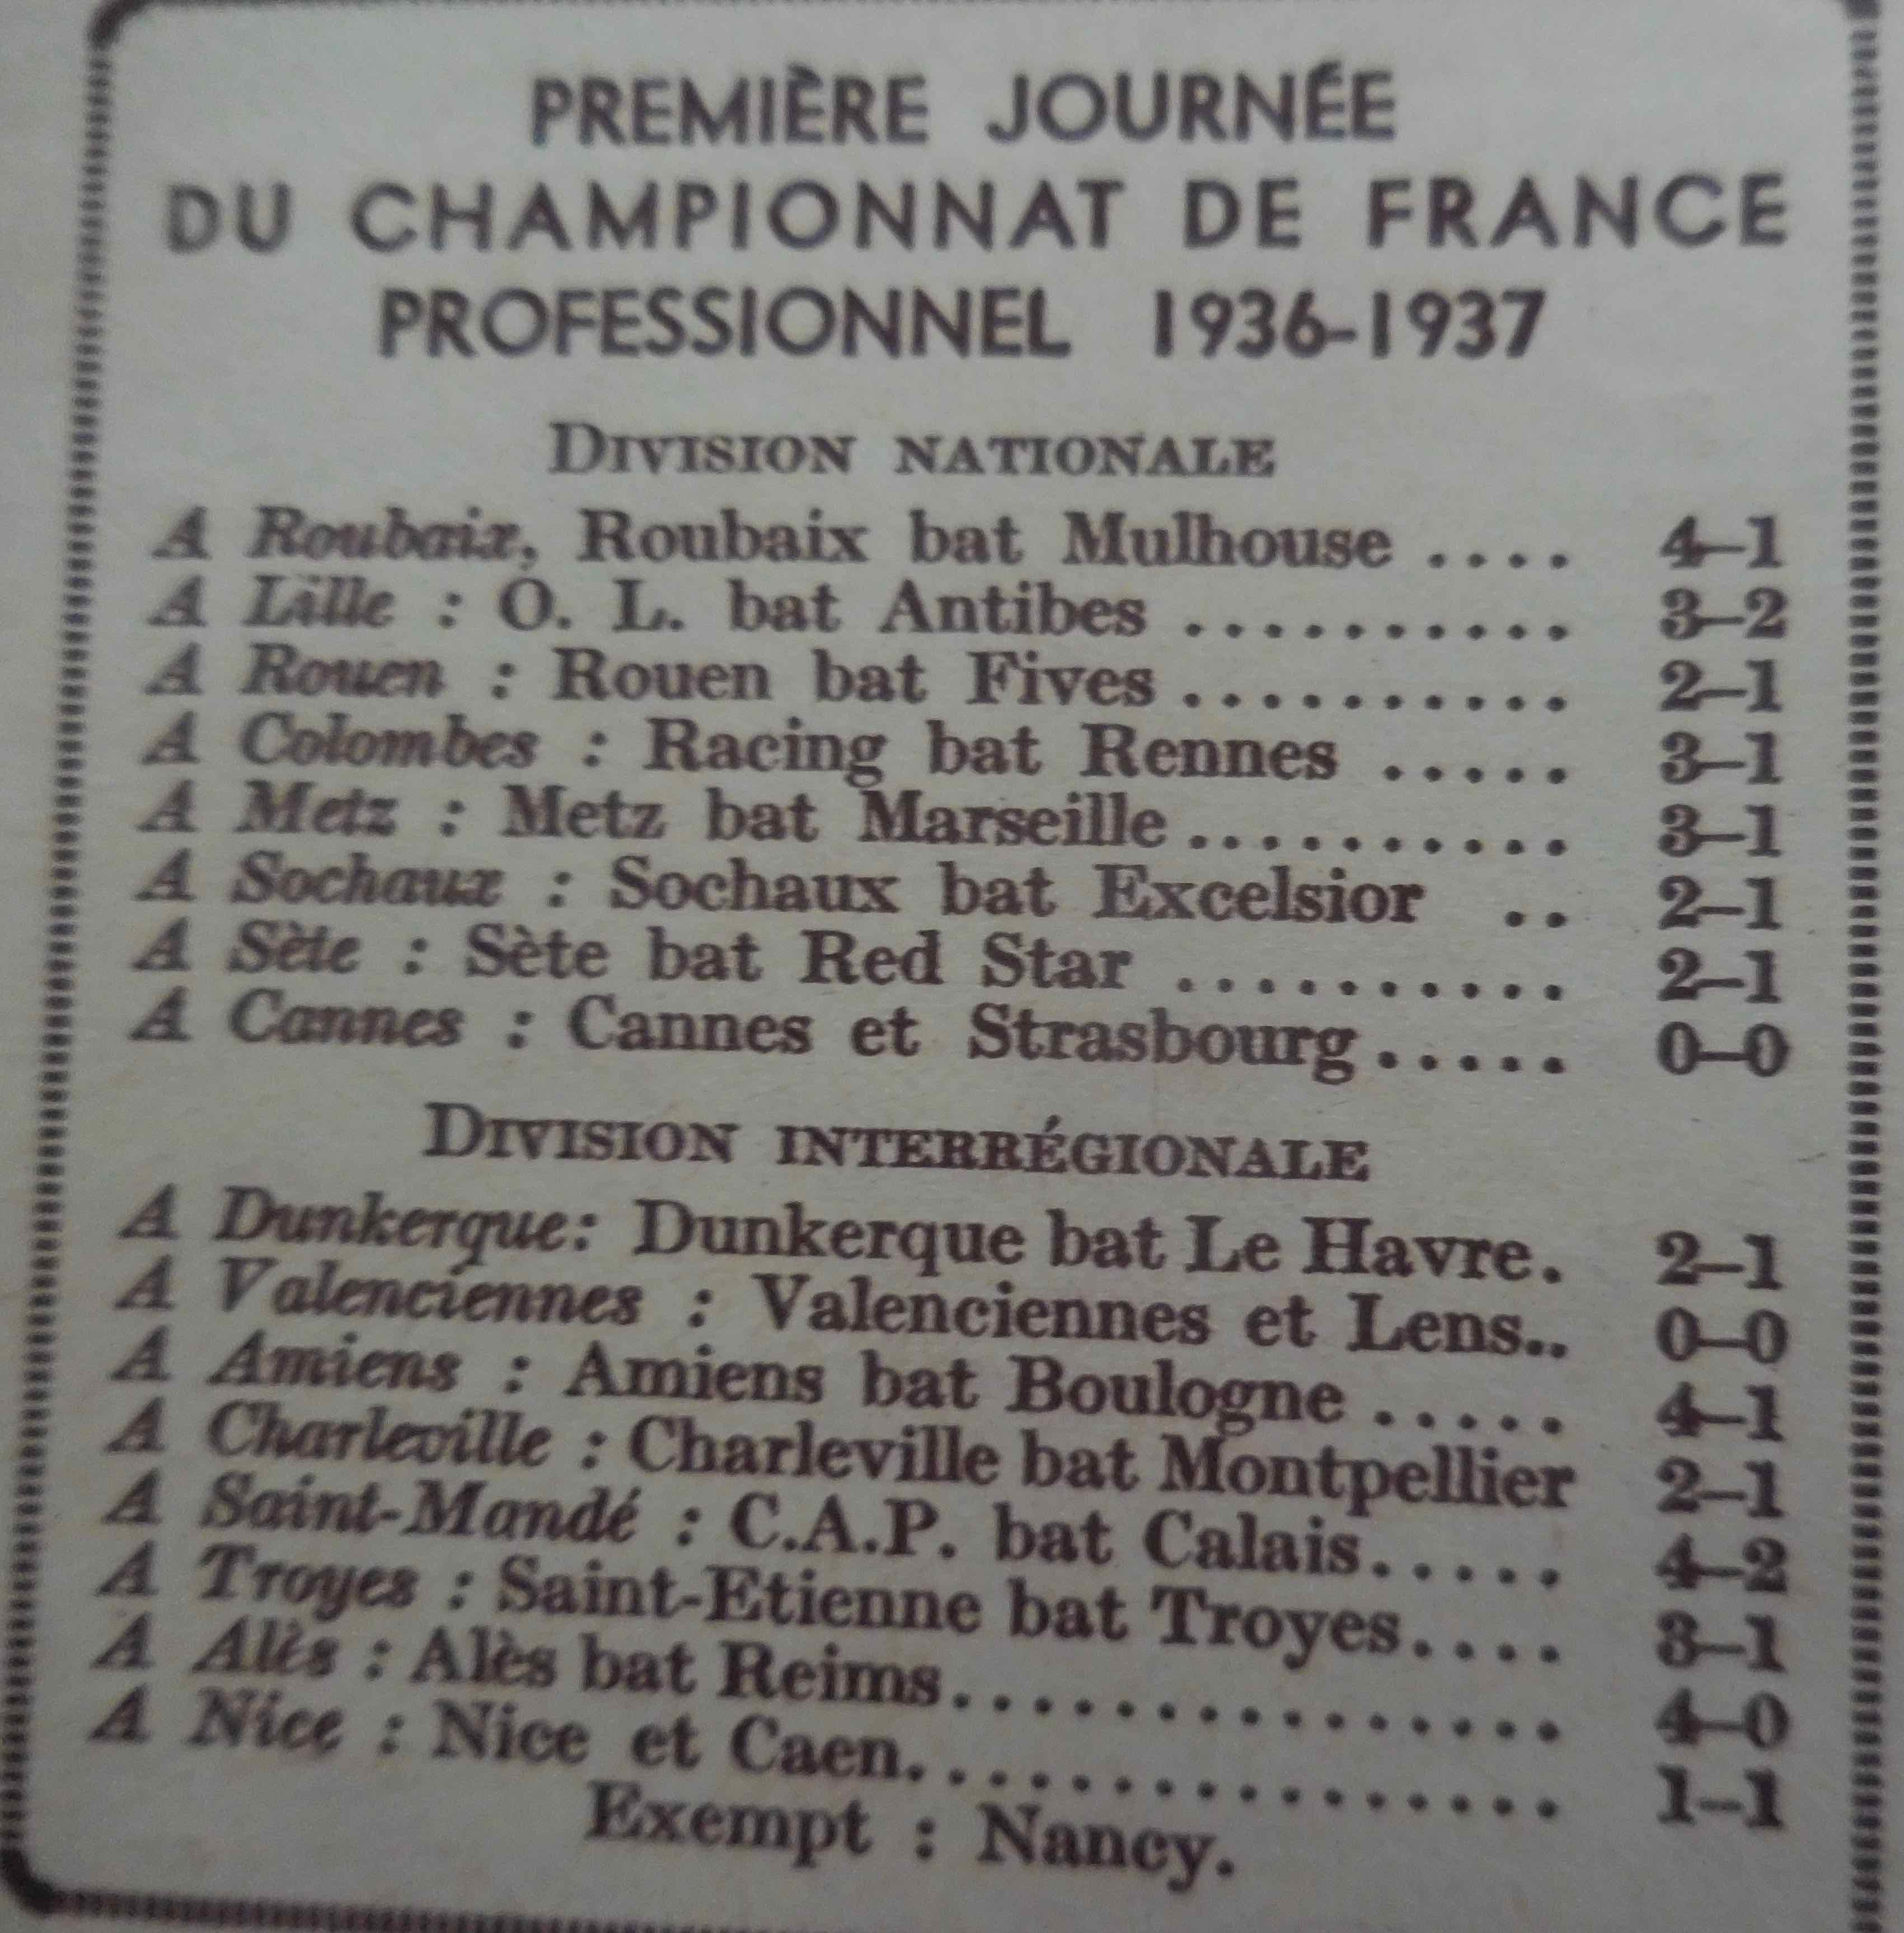 PREMIÈRE JOURNÉE
DU CHAMPIONNAT DE FRANCE
PROFESSIONNEL 1936-1937
DIVISION NATIONALE
A Roubaix, Roubaix bat Mulhouse .... 4-1
A Lille : O. L. bat Antibes .......... 3-2
A Rouen : Rouen bat Fives .......... 2-1
A Colombes : Racing bat Rennes ..... 3-1
A Metz : Metz bat Marseille.......... 3-1
A Sochaux : Sochaux bat Excelsior .. 2-1
A Sète : Sète bat Red Star .......... 2-1
A Cannes : Cannes et Strasbourg..... 0-0
DIVISION INTERRÉGIONALE
A Dunkerque: Dunkerque bat Le Havre. 2-1
A Valenciennes : Valenciennes et Lens.. 0-0
A Amiens : Amiens bat Boulogne ..... 4-1
A Charleville : Charleville bat Montpellier 2-1
A Saint-Mandé : C.A.P. bat Calais..... 4-2
A Troyes : Saint-Etienne bat Troyes.... 3-1
A Alès : Alès bat Reims............... 4-0
A Nice : Nice et Caen................ 1-1
Exempt : Nancy.